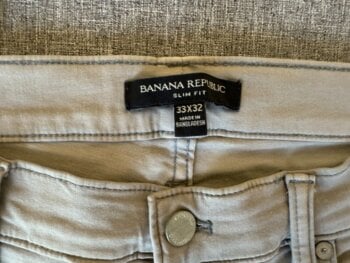 BANANA REPUBLIC
SLIM FIT
33X32
MADE IN
BANGLADESH